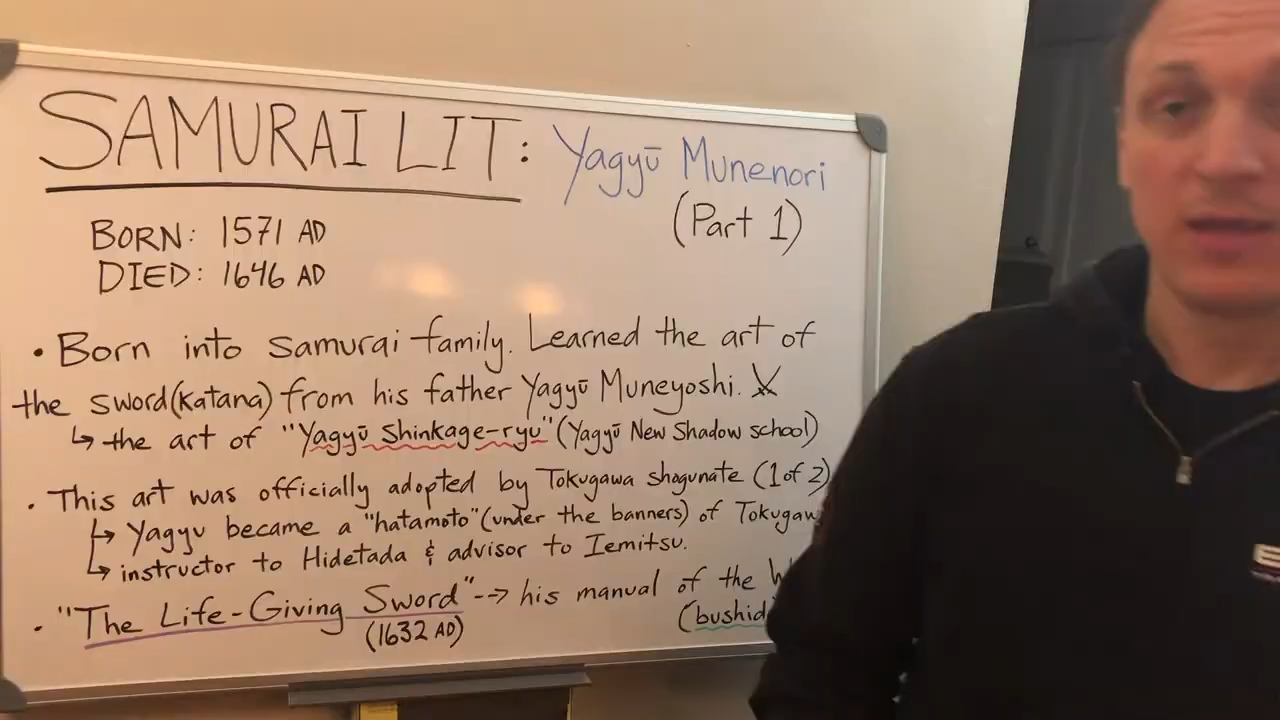 SAMURAI LIT: Yagyū Munenori
(Part 1)
BORN: 1571 AD
DIED: 1646 AD
• Born into samurai family. Learned the art of
the sword(katana) from his father Yagyū Muneyoshi.
↳ the art of "Yagyū Shinkage-ryu" (Yagyū New Shadow school)
• This art was officially adopted by Tokugawa shogunate (1 of 2)
↳ Yagyu became a "hatamoto" (under the banners) of Tokugaw
↳ instructor to Hidetada & advisor to Iemitsu.
• "The Life-Giving Sword" --> his manual of the W
(1632 AD) (bushid